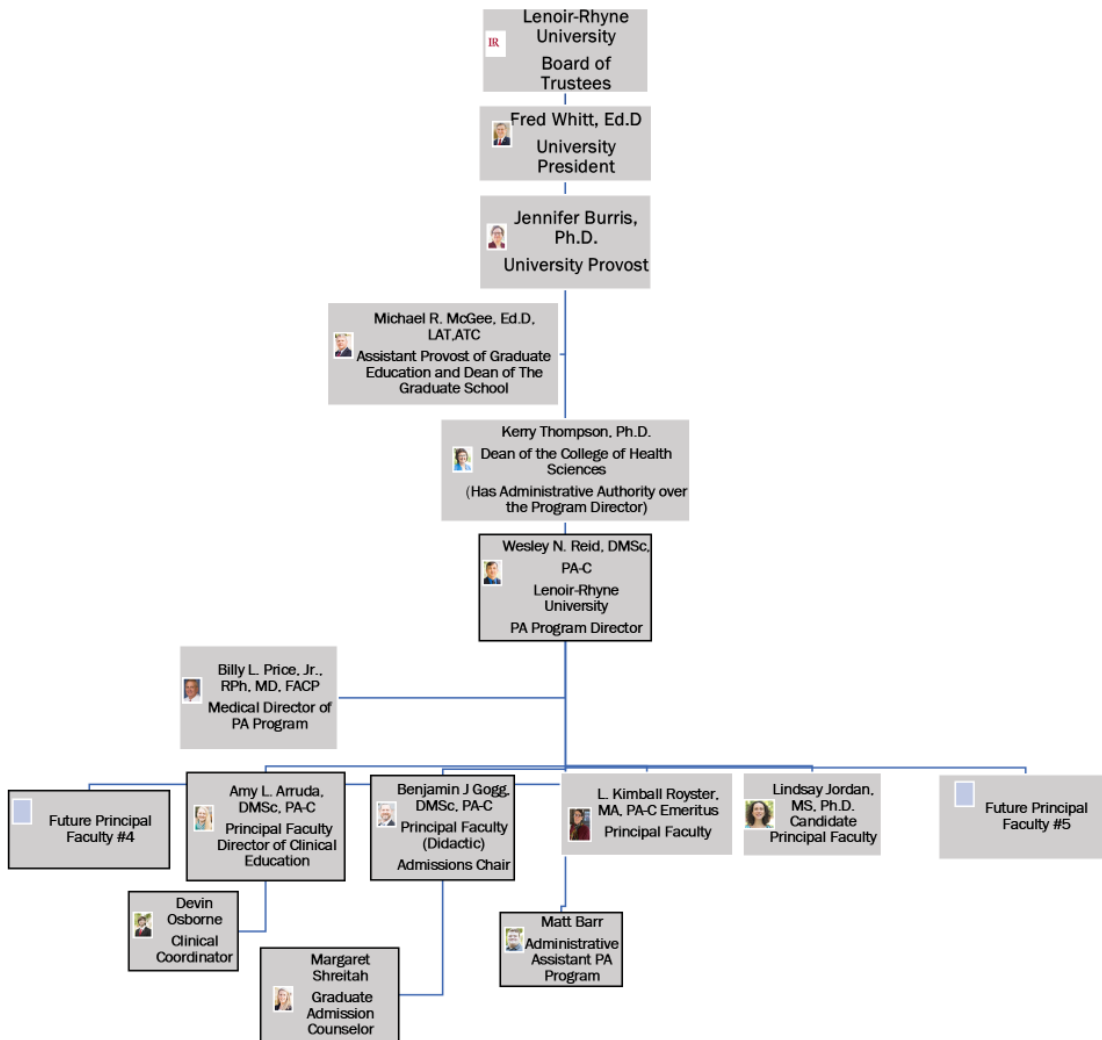 Lenoir-Rhyne
University
Board of
Trustees
LR
Fred Whitt, Ed.D
University
President
Jennifer Burris,
Ph.D.
University Provost
Michael R. McGee, Ed.D,
LAT,ATC
Assistant Provost of Graduate
Education and Dean of The
Graduate School
Kerry Thompson, Ph.D.
Dean of the College of Health
Sciences
(Has Administrative Authority over
the Program Director)
Wesley N. Reid, DMSc,
PA-C
Lenoir-Rhyne
University
PA Program Director
Billy L. Price, Jr.,
RPh, MD, FACP
Medical Director of
PA Program
Future Principal
Faculty #4
Amy L. Arruda,
DMSc, PA-C
Principal Faculty
Director of Clinical
Education
Benjamin J Gogg,
DMSc, PA-C
Principal Faculty
(Didactic)
Admissions Chair
L. Kimball Royster,
MA, PA-C Emeritus
Principal Faculty
Lindsay Jordan,
MS, Ph.D.
Candidate
Principal Faculty
Future Principal
Faculty #5
Devin
Osborne
Clinical
Coordinator
Margaret
Shreitah
Graduate
Admission
Counselor
Matt Barr
Administrative
Assistant PA
Program